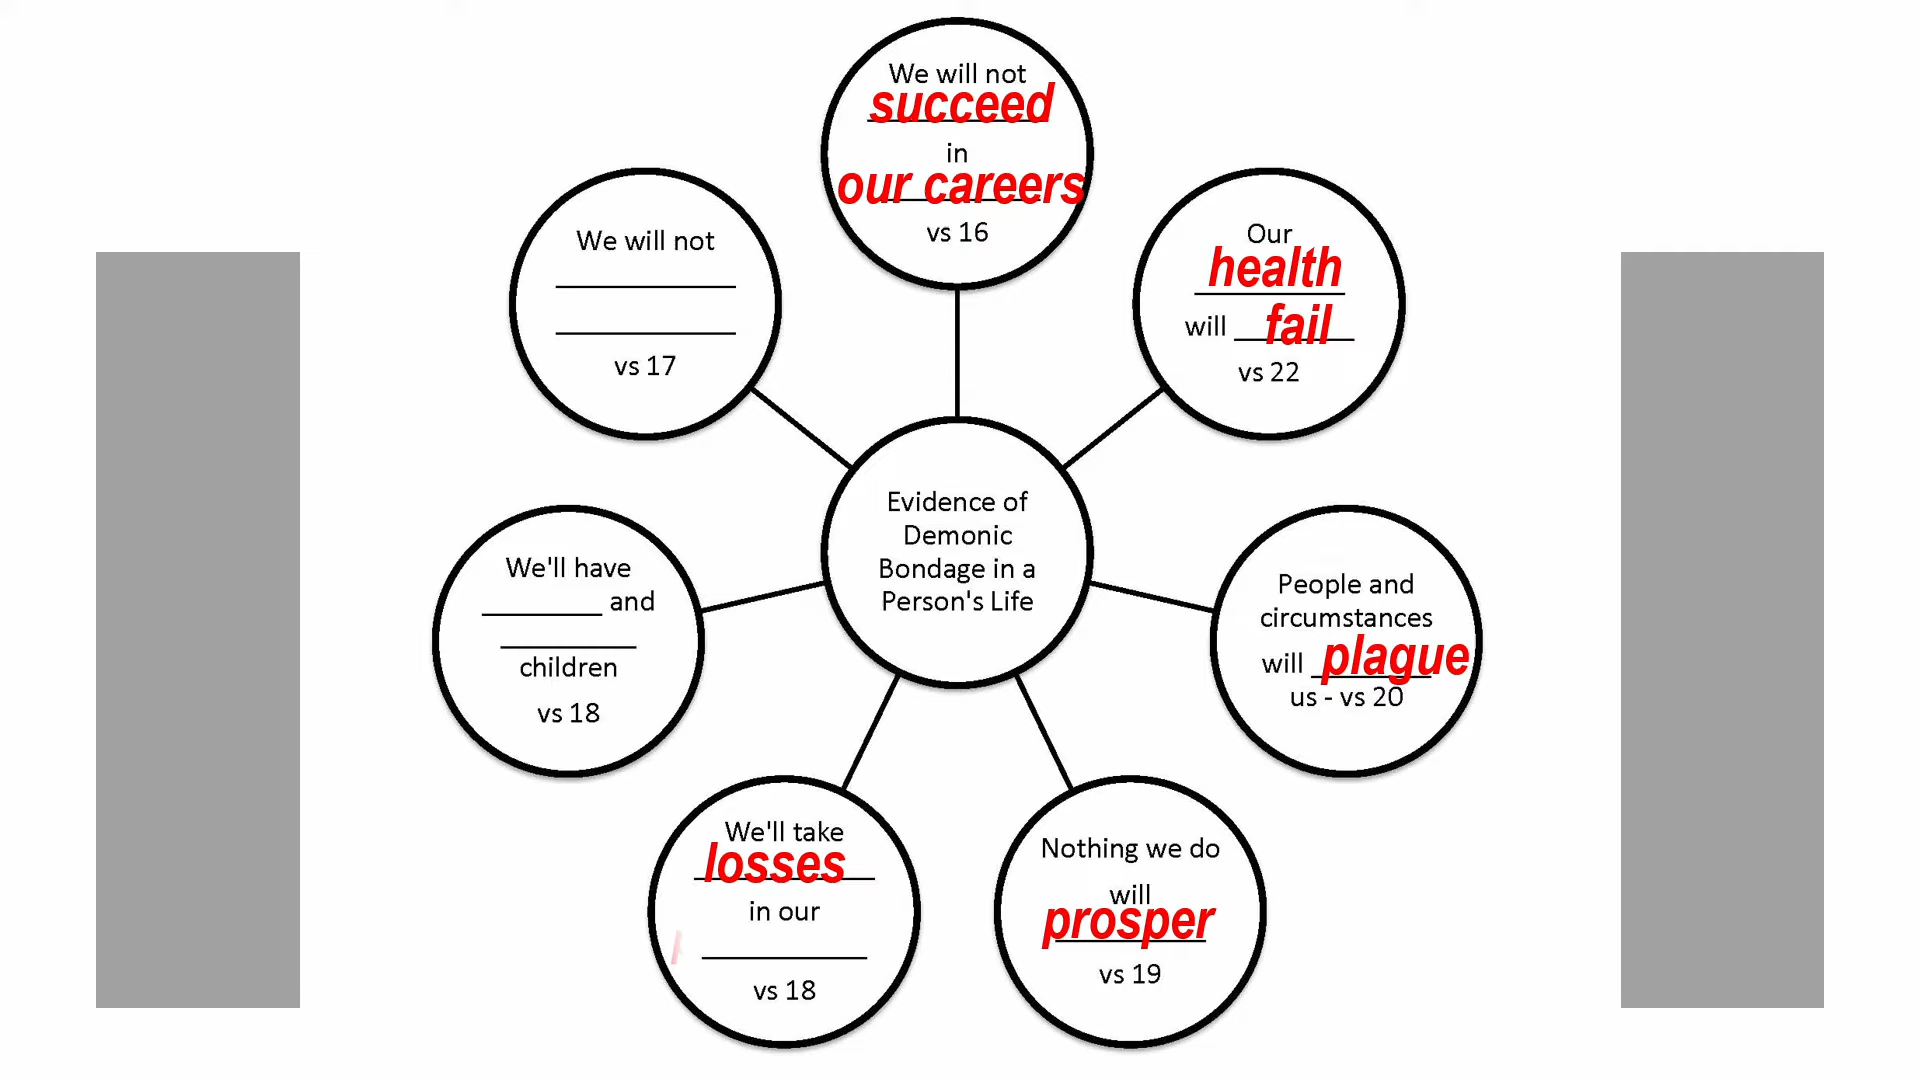 We will not
succeed
in
our careers
vs 16
Our
health
will fail
vs 22
People and
circumstances
will plague
us - vs 20
Nothing we do
will
prosper
vs 19
We'll take
losses
in our
vs 18
We'll have
and
children
vs 18
We will not
vs 17
Evidence of
Demonic
Bondage in a
Person's Life